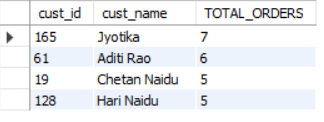 cust_id cust_name TOTAL_ORDERS
165 Jyotika 7
61 Aditi Rao 6
19 Chetan Naidu 5
128 Hari Naidu 5